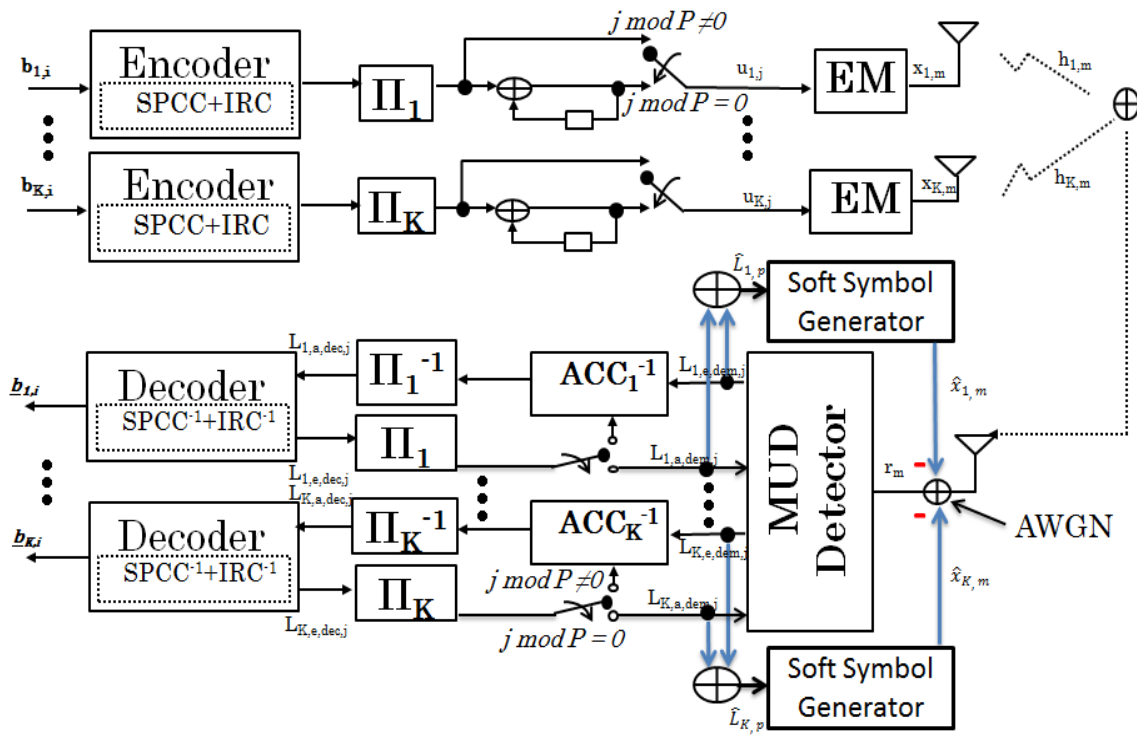 j mod P≠0
b1,i
Encoder
SPCC+IRC
Π1
u1,j
EM
x1,m
h1,m
j mod P = 0
bK,i
Encoder
SPCC+IRC
ΠK
uK,j
EM
xK,m
hK,m
L̂1,p
Soft Symbol
Generator
L1,a,dec,j
Π1-1
ACC1-1
L1,e,dem,j
x̂1,m
b1,i
Decoder
SPCC-1+IRC-1
Π1
L1,a,dem,j
MUD
Detector
rm
-
-
AWGN
L1,e,dec,j
LK,a,dec,j
ΠK-1
ACCK-1
LK,e,dem,j
x̂K,m
bK,i
Decoder
SPCC-1+IRC-1
j mod P≠0
ΠK
LK,a,dem,j
LK,e,dec,j
j mod P = 0
L̂K,p
Soft Symbol
Generator